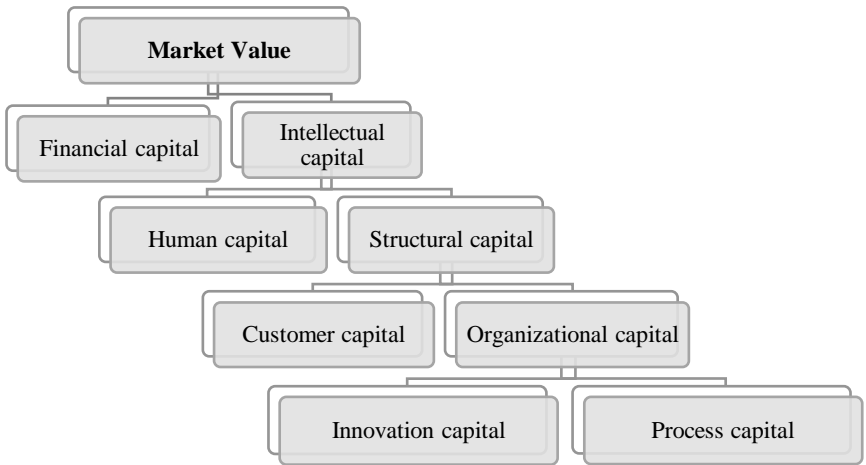 Market Value
Financial capital
Intellectual
capital
Human capital
Structural capital
Customer capital
Organizational capital
Innovation capital
Process capital